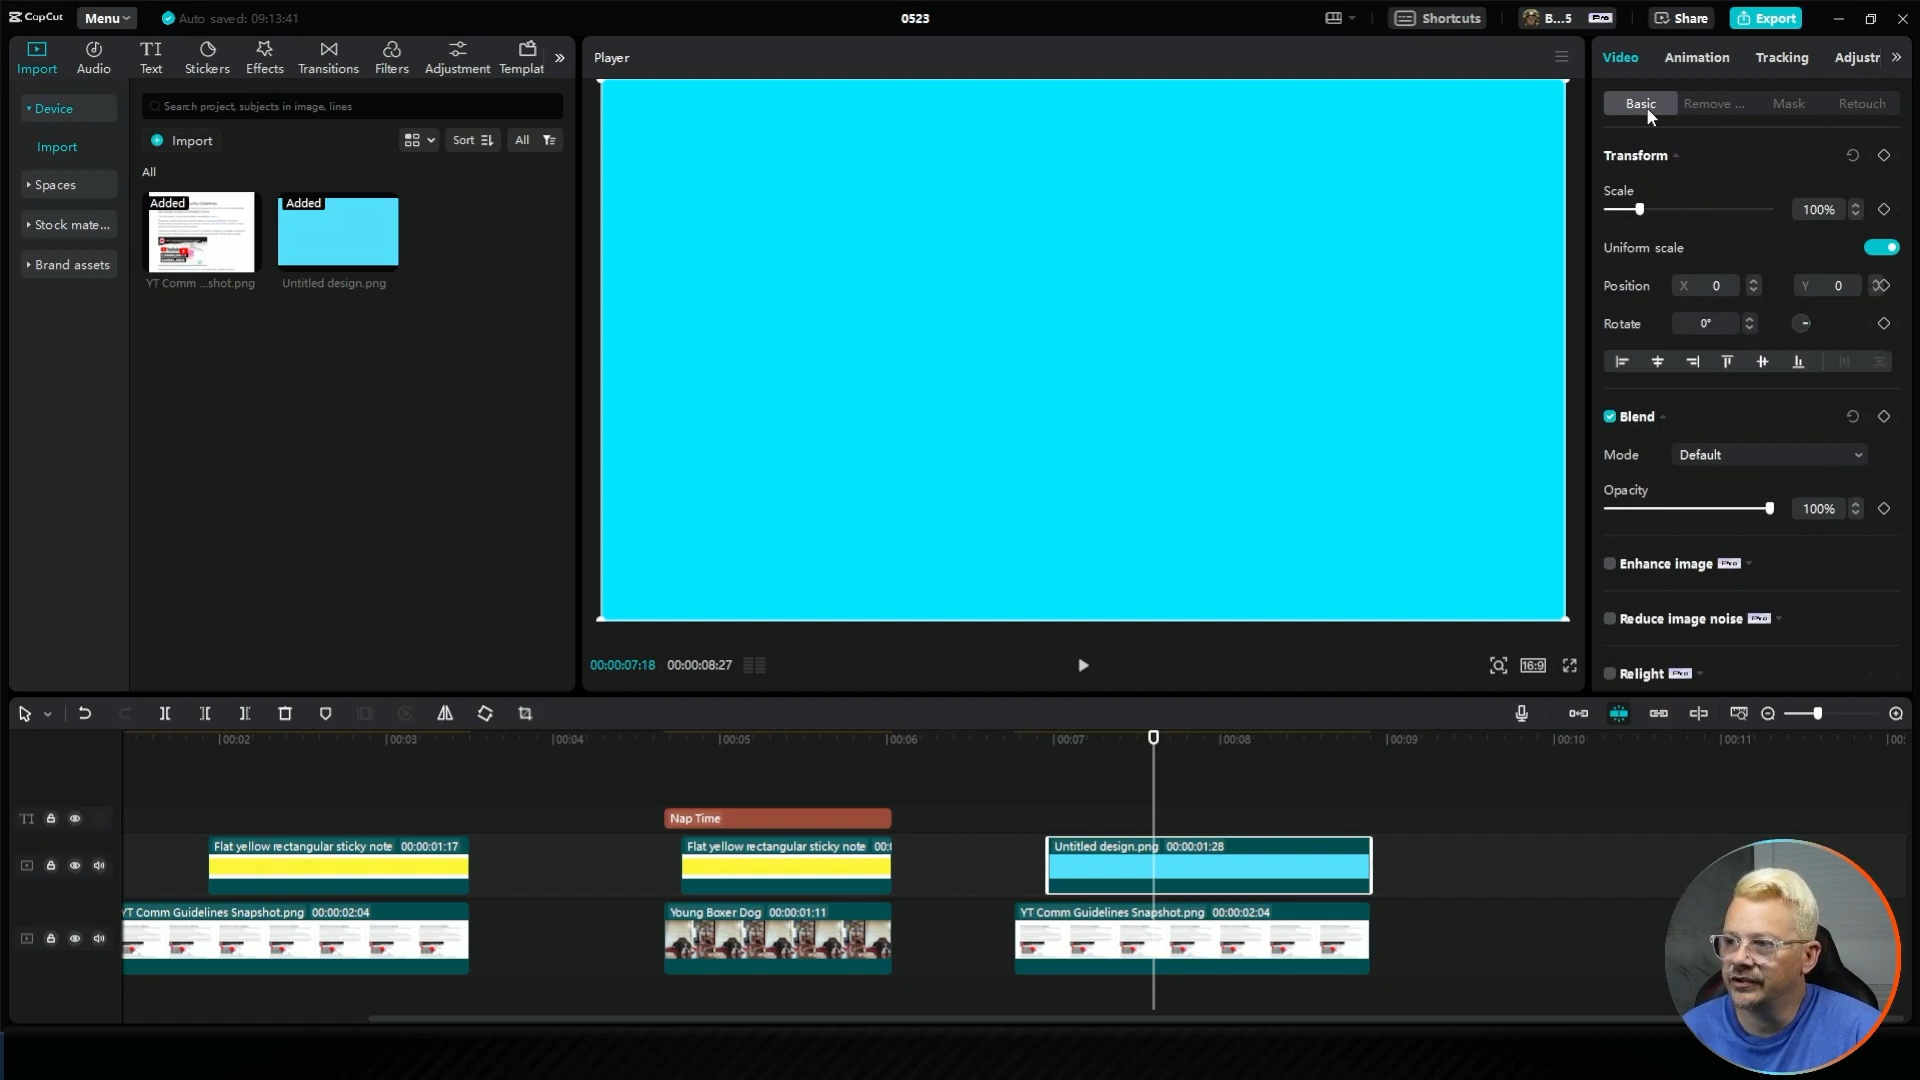 CapCut
Menu
Auto saved: 09:13:41
0523
Shortcuts
B...5
Pro
Share
Export
Import
Audio
Text
Stickers
Effects
Transitions
Filters
Adjustment
Templat
Player
Video
Animation
Tracking
Adjustr
Device
Import
Spaces
Stock mate...
Brand assets
Search project, subjects in image, lines
Import
Sort
All
All
Added
YT Comm ...shot.png
Added
Untitled design.png
Basic
Remove ...
Mask
Retouch
Transform
Scale
100%
Uniform scale
Position
X 0
Y 0
Rotate
0°
Blend
Mode
Default
Opacity
100%
Enhance image Pro
Reduce image noise Pro
Relight Pro
00:00:07:18 00:00:08:27
16:9
00:02
00:03
00:04
00:05
00:06
00:07
00:08
00:09
00:10
00:11
Nap Time
Flat yellow rectangular sticky note 00:00:01:17
Flat yellow rectangular sticky note
Untitled design.png 00:00:01:28
YT Comm Guidelines Snapshot.png 00:00:02:04
Young Boxer Dog 00:00:01:11
YT Comm Guidelines Snapshot.png 00:00:02:04